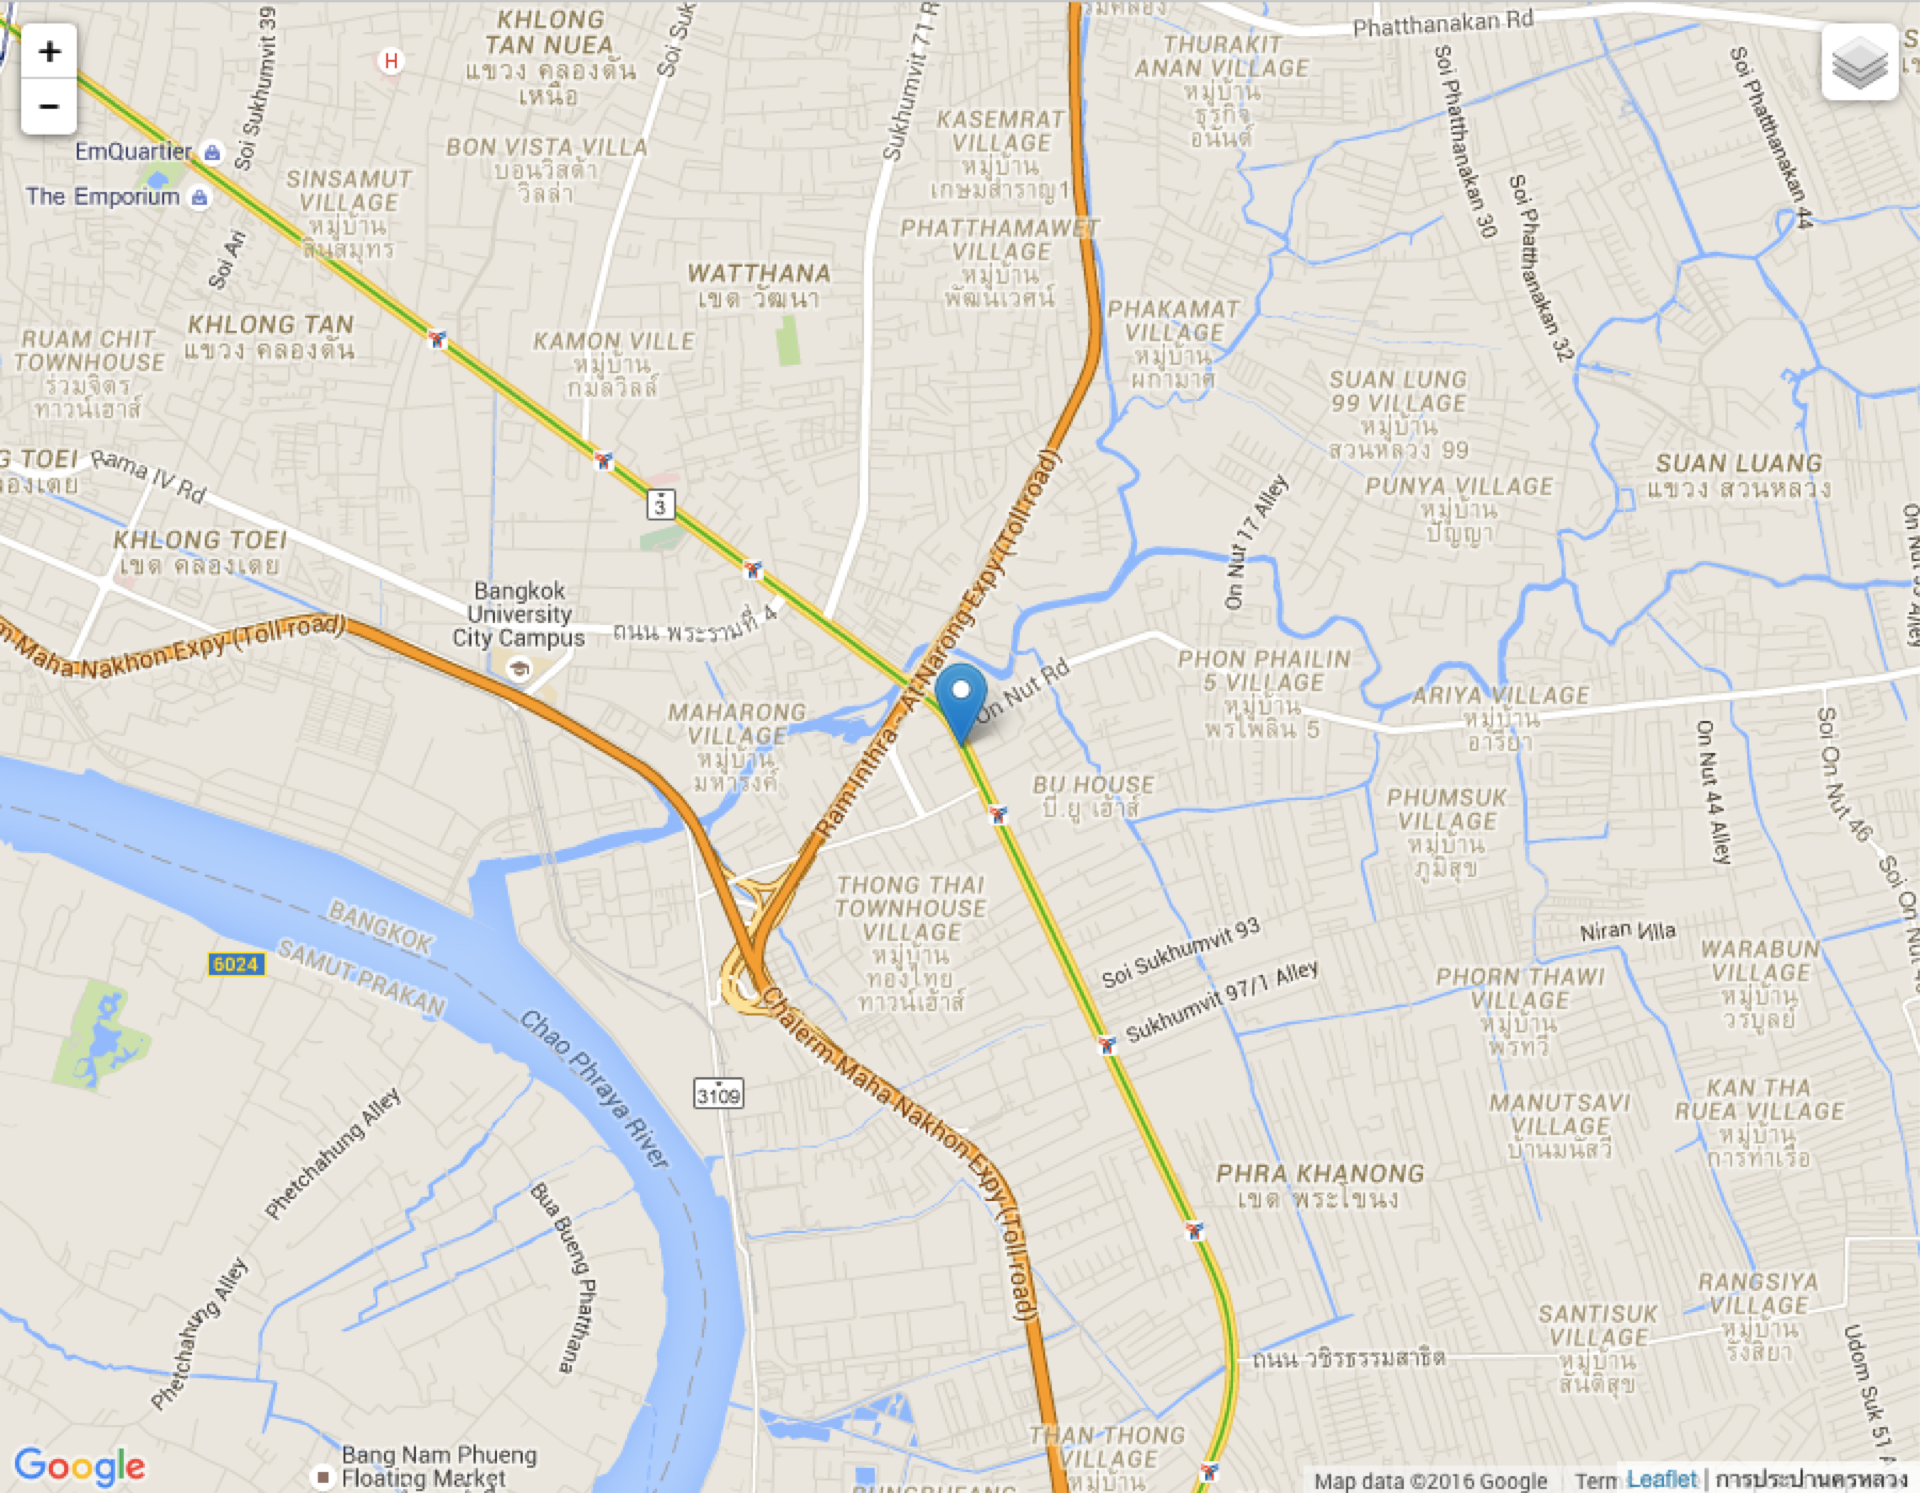 +
−
KHLONG
TAN NUEA
แขวง คลองตัน
เหนือ
Soi Sukhumvit 39
H
Soi Suk
Sukhumvit 71 R
Phatthanakan Rd
THURAKIT
ANAN VILLAGE
หมู่บ้าน
ธุรกิจ
อนันต์
Soi Phatthanakan 30
Soi Phatthanakan 44
Soi Phatthanakan 32
KASEMRAT
VILLAGE
หมู่บ้าน
เกษมสำราญ1
BON VISTA VILLA
บอนวิสต้า
วิลล่า
EmQuartier
The Emporium
SINSAMUT
VILLAGE
หมู่บ้าน
สินสมุทร
Soi Ari
PHATTHAMAWET
VILLAGE
หมู่บ้าน
พัฒนเวศน์
WATTHANA
เขต วัฒนา
PHAKAMAT
VILLAGE
หมู่บ้าน
ผกามาศ
RUAM CHIT
TOWNHOUSE
ร่วมจิตร
ทาวน์เฮาส์
KHLONG TAN
แขวง คลองตัน
KAMON VILLE
หมู่บ้าน
กมลวิลล์
SUAN LUNG
99 VILLAGE
หมู่บ้าน
สวนหลวง 99
G TOEI
Rama IV Rd
PUNYA VILLAGE
หมู่บ้าน
ปัญญา
SUAN LUANG
แขวง สวนหลวง
3
KHLONG TOEI
เขต คลองเตย
On Nut 17 Alley
Ram Inthra - At Narong Expy (Toll road)
Bangkok
University
City Campus
ถนน พระรามที่ 4
m Maha Nakhon Expy (Toll road)
On Nut Rd
PHON PHAILIN
5 VILLAGE
หมู่บ้าน
พรไพลิน 5
ARIYA VILLAGE
หมู่บ้าน
อารียา
MAHARONG
VILLAGE
หมู่บ้าน
มหารงค์
BU HOUSE
บี.ยู เฮ้าส์
PHUMSUK
VILLAGE
หมู่บ้าน
ภูมิสุข
On Nut 44 Alley
Soi On Nut 46
THONG THAI
TOWNHOUSE
VILLAGE
หมู่บ้าน
ทองไทย
ทาวน์เฮ้าส์
BANGKOK
SAMUT PRAKAN
6024
Soi Sukhumvit 93
Sukhumvit 97/1 Alley
Niran Villa
WARABUN
VILLAGE
หมู่บ้าน
วรบูลย์
PHORN THAWI
VILLAGE
หมู่บ้าน
พรทวี
Chao Phraya River
Chalerm Maha Nakhon Expy (Toll road)
3109
Phetchahung Alley
MANUTSAVI
VILLAGE
บ้านมนัสวี
KAN THA
RUEA VILLAGE
หมู่บ้าน
การท่าเรือ
PHRA KHANONG
เขต พระโขนง
Bua Bueng Phatthana
Phetchahung Alley
RANGSIYA
VILLAGE
หมู่บ้าน
รังสิยา
SANTISUK
VILLAGE
หมู่บ้าน
สันติสุข
ถนน วชิรธรรมสาธิต
Udom Suk 51 A
THAN THONG
VILLAGE
หมู่บ้าน
Google
Bang Nam Phueng
Floating Market
Map data ©2016 Google
Leaflet | การประปานครหลวง